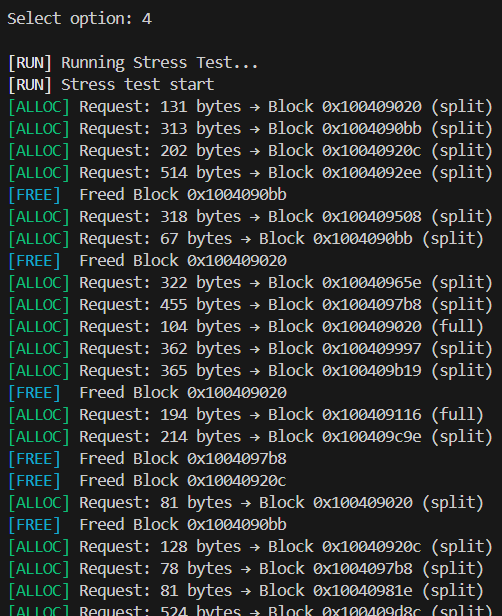 Select option: 4
[RUN] Running Stress Test...
[RUN] Stress test start
[ALLOC] Request: 131 bytes → Block 0x100409020 (split)
[ALLOC] Request: 313 bytes → Block 0x1004090bb (split)
[ALLOC] Request: 202 bytes → Block 0x10040920c (split)
[ALLOC] Request: 514 bytes → Block 0x1004092ee (split)
[FREE]  Freed Block 0x1004090bb
[ALLOC] Request: 318 bytes → Block 0x100409508 (split)
[ALLOC] Request: 67 bytes → Block 0x1004090bb (split)
[FREE]  Freed Block 0x100409020
[ALLOC] Request: 322 bytes → Block 0x10040965e (split)
[ALLOC] Request: 455 bytes → Block 0x1004097b8 (split)
[ALLOC] Request: 104 bytes → Block 0x100409020 (full)
[ALLOC] Request: 362 bytes → Block 0x100409997 (split)
[ALLOC] Request: 365 bytes → Block 0x100409b19 (split)
[FREE]  Freed Block 0x100409020
[ALLOC] Request: 194 bytes → Block 0x100409116 (full)
[ALLOC] Request: 214 bytes → Block 0x100409c9e (split)
[FREE]  Freed Block 0x1004097b8
[FREE]  Freed Block 0x10040920c
[ALLOC] Request: 81 bytes → Block 0x100409020 (split)
[FREE]  Freed Block 0x1004090bb
[ALLOC] Request: 128 bytes → Block 0x10040920c (split)
[ALLOC] Request: 78 bytes → Block 0x1004097b8 (split)
[ALLOC] Request: 81 bytes → Block 0x10040981e (split)
[ALLOC] Request: 524 bytes → Block 0x100409d8c (split)